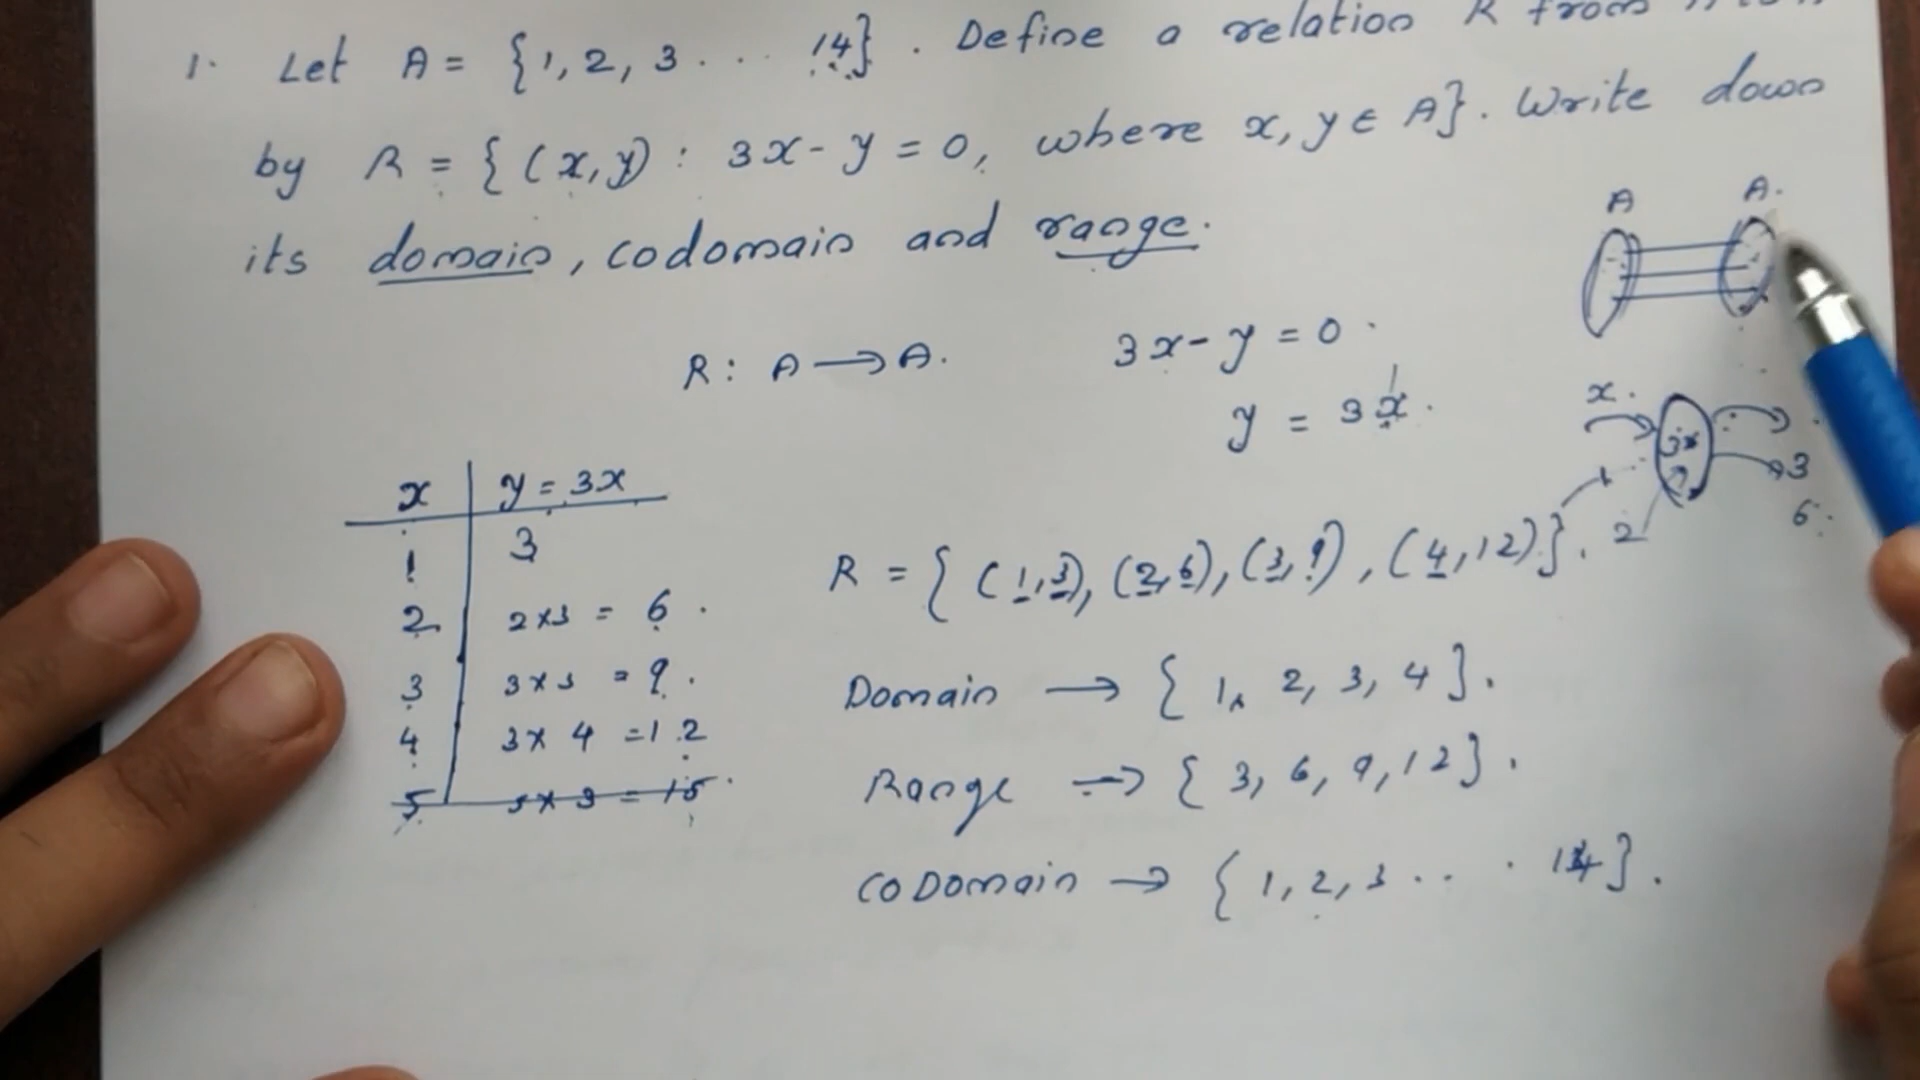 1. Let A = {1, 2, 3 ... 14}. Define a relation R from
by R = {(x, y) : 3x - y = 0, where x, y ∈ A}. Write down
its domain, codomain and range.
A A.
R : A → A. 3x - y = 0.
y = 3x.
x.
3x
3
6.
2
x | y = 3x
1 | 3
2 | 2 x 3 = 6.
3 | 3 x 3 = 9.
4 | 3 x 4 = 12
5 | 5 x 3 = 15.
R = {(1, 3), (2, 6), (3, 9), (4, 12)}.
Domain → {1, 2, 3, 4}.
Range → {3, 6, 9, 12}.
CoDomain → {1, 2, 3 ... 14}.